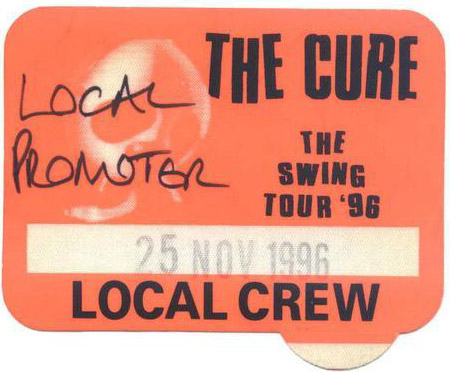 THE CURE
LOCAL
PROMOTER
THE
SWING
TOUR '96
25 NOV 1996
LOCAL CREW